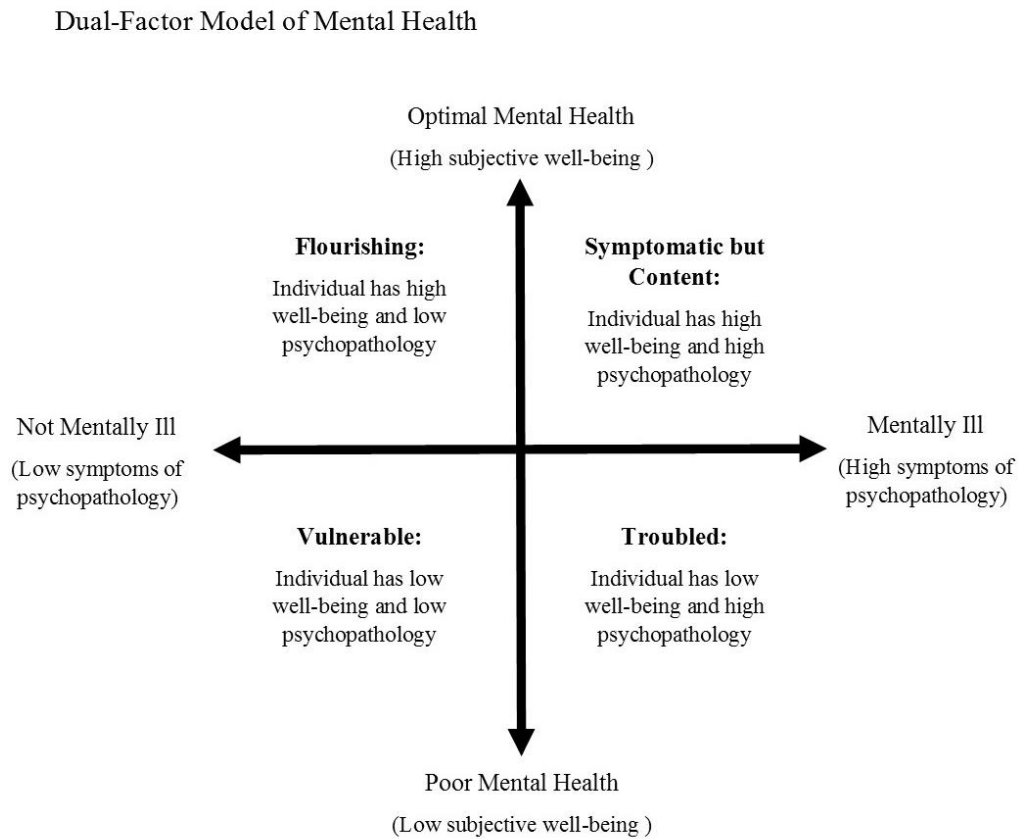 Dual-Factor Model of Mental Health
Optimal Mental Health
(High subjective well-being )
Flourishing:
Individual has high
well-being and low
psychopathology
Symptomatic but
Content:
Individual has high
well-being and high
psychopathology
Not Mentally Ill
(Low symptoms of
psychopathology)
Mentally Ill
(High symptoms of
psychopathology)
Vulnerable:
Individual has low
well-being and low
psychopathology
Troubled:
Individual has low
well-being and high
psychopathology
Poor Mental Health
(Low subjective well-being )